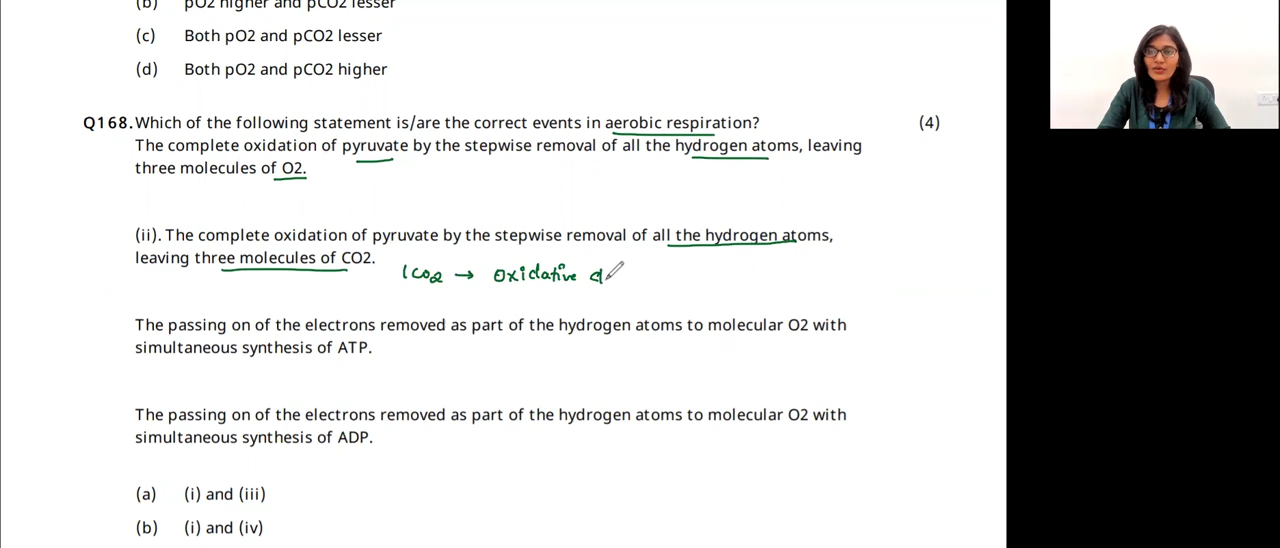 (b) pO2 higher and pCO2 lesser
(c) Both pO2 and pCO2 lesser
(d) Both pO2 and pCO2 higher
Q168. Which of the following statement is/are the correct events in aerobic respiration? (4)
The complete oxidation of pyruvate by the stepwise removal of all the hydrogen atoms, leaving
three molecules of O2.
(ii). The complete oxidation of pyruvate by the stepwise removal of all the hydrogen atoms,
leaving three molecules of CO2.
1CO2 → Oxidative d
The passing on of the electrons removed as part of the hydrogen atoms to molecular O2 with
simultaneous synthesis of ATP.
The passing on of the electrons removed as part of the hydrogen atoms to molecular O2 with
simultaneous synthesis of ADP.
(a) (i) and (iii)
(b) (i) and (iv)